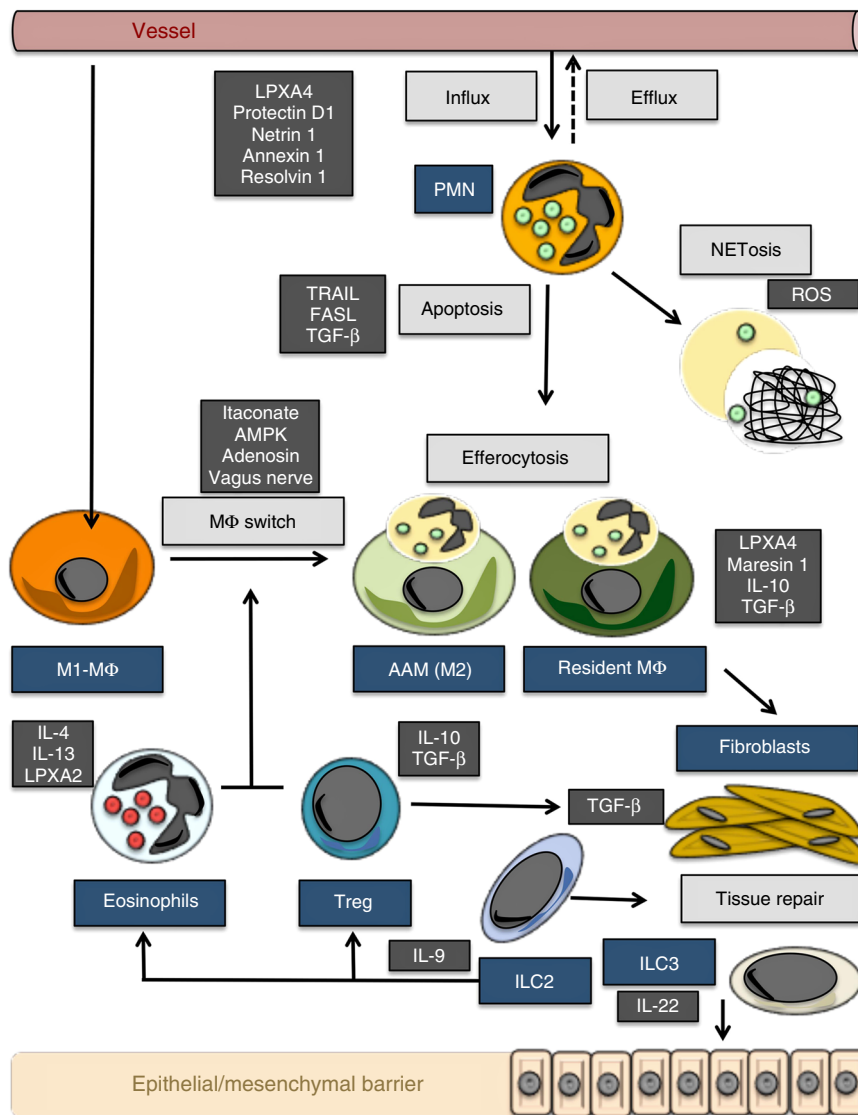 Vessel
LPXA4
Protectin D1
Netrin 1
Annexin 1
Resolvin 1
Influx
Efflux
PMN
NETosis
ROS
TRAIL
FASL
TGF-β
Apoptosis
Itaconate
AMPK
Adenosin
Vagus nerve
Efferocytosis
MΦ switch
LPXA4
Maresin 1
IL-10
TGF-β
M1-MΦ
AAM (M2)
Resident MΦ
IL-4
IL-13
LPXA2
IL-10
TGF-β
Fibroblasts
TGF-β
Eosinophils
Treg
Tissue repair
IL-9
ILC2
ILC3
IL-22
Epithelial/mesenchymal barrier